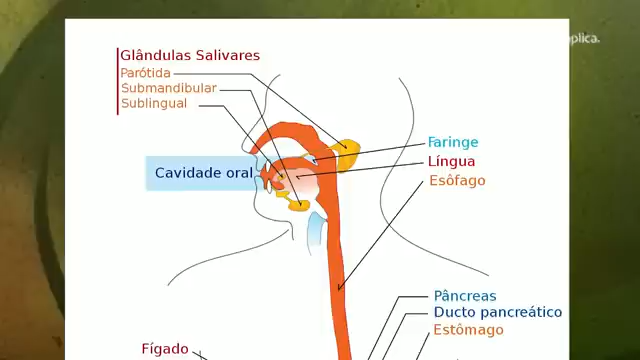 Glândulas Salivares
Parótida
Submandibular
Sublingual
Cavidade oral
Faringe
Língua
Esôfago
Pâncreas
Ducto pancreático
Estômago
Fígado